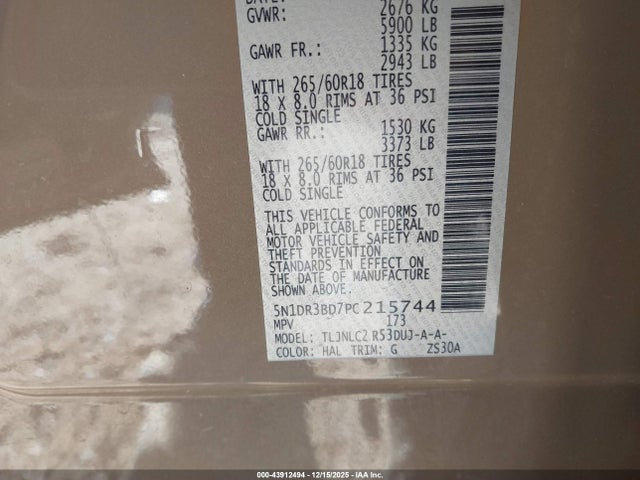 GVWR: 2676 KG
5900 LB
GAWR FR.: 1335 KG
2943 LB
WITH 265/60R18 TIRES
18 X 8.0 RIMS AT 36 PSI
COLD SINGLE
GAWR RR.: 1530 KG
3373 LB
WITH 265/60R18 TIRES
18 X 8.0 RIMS AT 36 PSI
COLD SINGLE
THIS VEHICLE CONFORMS TO
ALL APPLICABLE FEDERAL
MOTOR VEHICLE SAFETY AND
THEFT PREVENTION
STANDARDS IN EFFECT ON
THE DATE OF MANUFACTURE
SHOWN ABOVE.
5N1DR3BD7PC215744
MPV 173
MODEL: TLJNLC2 R53DUJ-A-A-
COLOR: HAL TRIM: G ZS30A
000-43912494 - 12/15/2025 - IAA Inc.